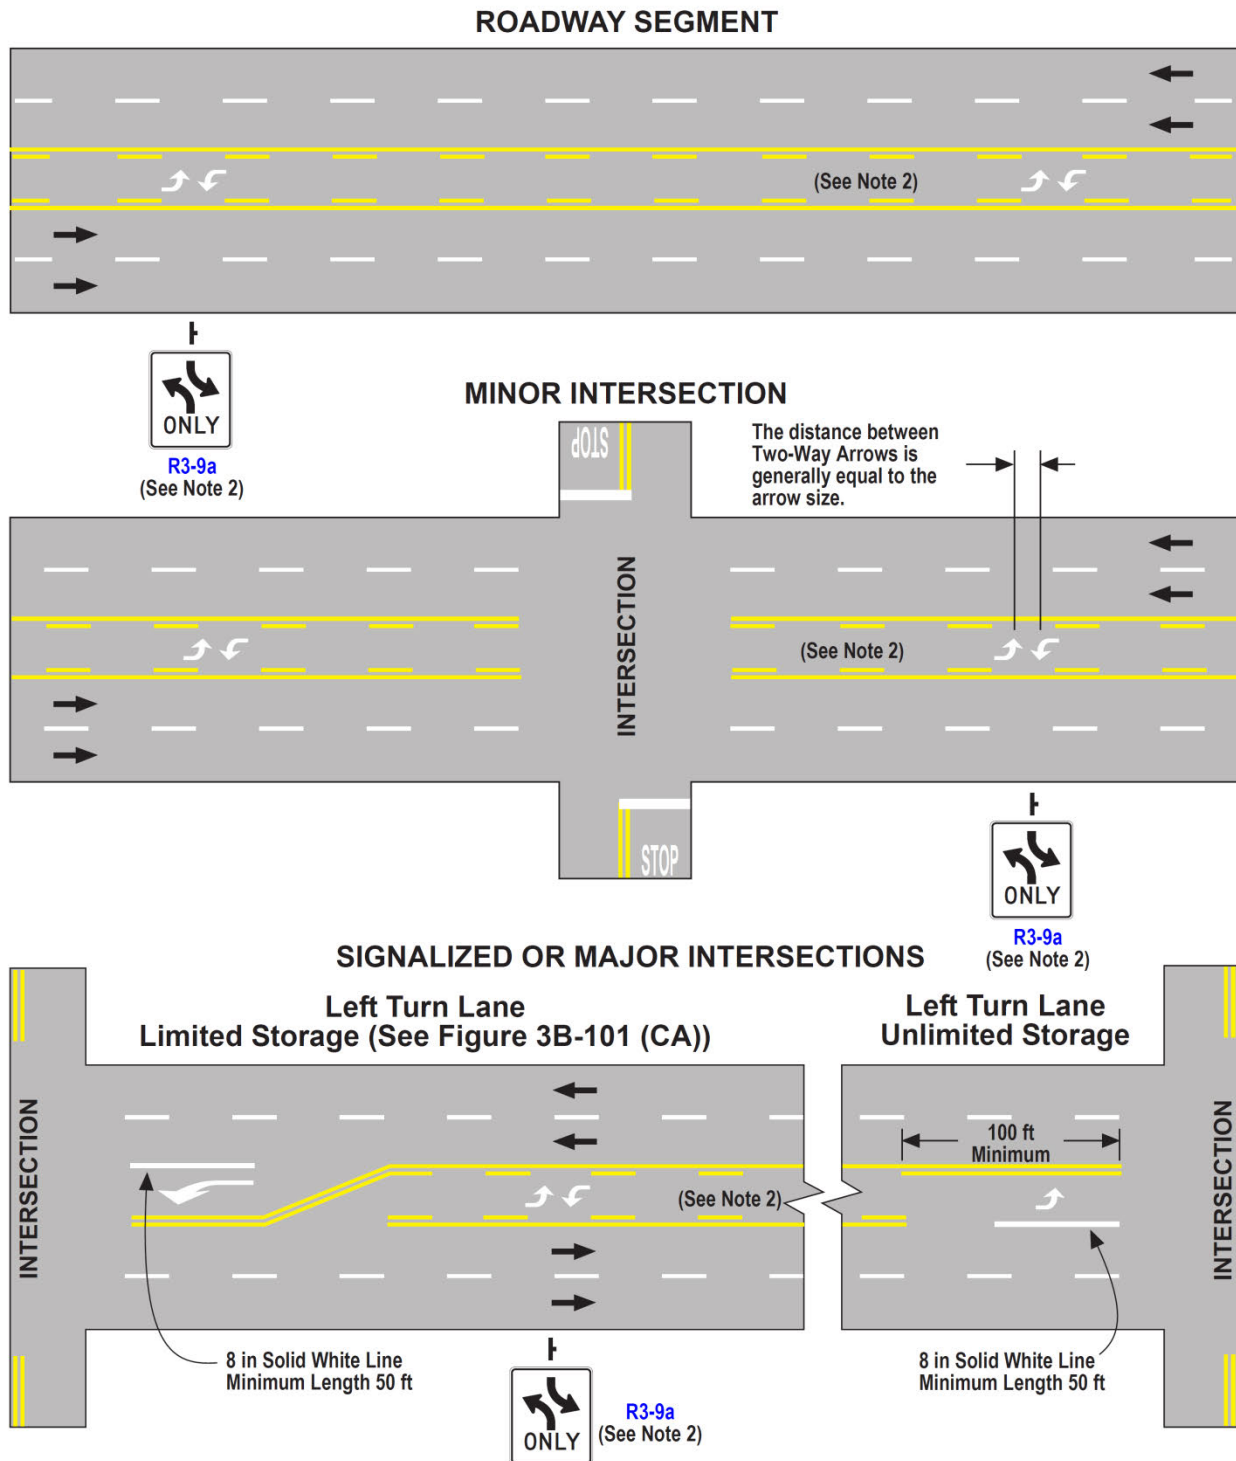 ROADWAY SEGMENT
(See Note 2)
ONLY
R3-9a
(See Note 2)
MINOR INTERSECTION
STOP
The distance between
Two-Way Arrows is
generally equal to the
arrow size.
INTERSECTION
(See Note 2)
STOP
ONLY
R3-9a
(See Note 2)
SIGNALIZED OR MAJOR INTERSECTIONS
Left Turn Lane
Limited Storage (See Figure 3B-101 (CA))
Left Turn Lane
Unlimited Storage
INTERSECTION
(See Note 2)
100 ft
Minimum
INTERSECTION
8 in Solid White Line
Minimum Length 50 ft
8 in Solid White Line
Minimum Length 50 ft
ONLY
R3-9a
(See Note 2)